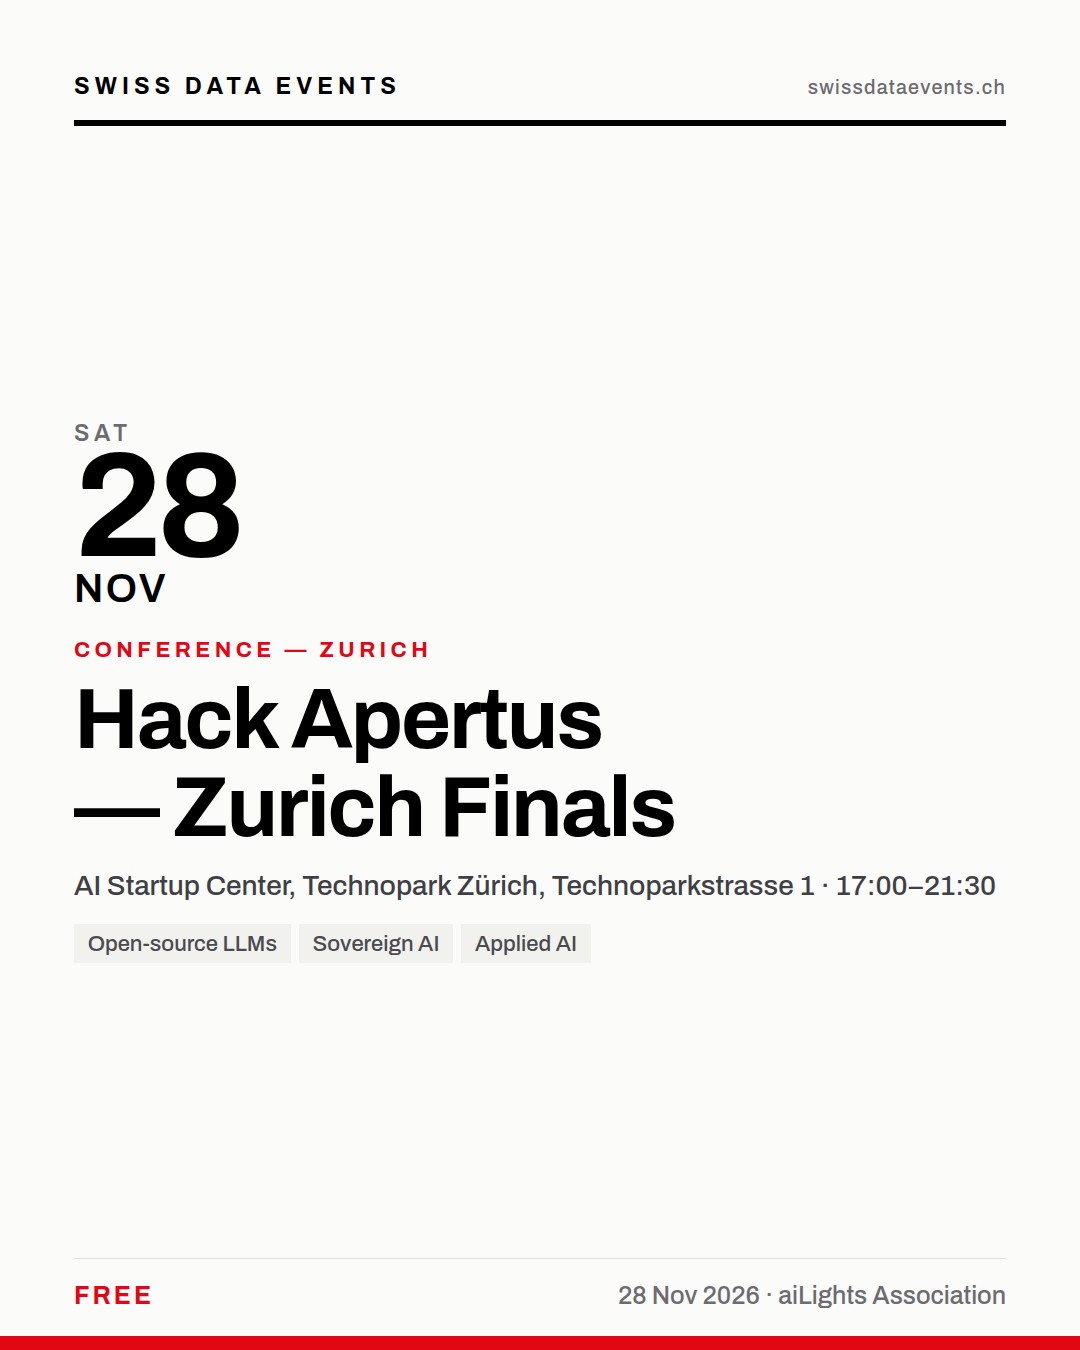 SWISS DATA EVENTS
swissdataevents.ch
SAT
28
NOV
CONFERENCE — ZURICH
Hack Apertus
— Zurich Finals
AI Startup Center, Technopark Zürich, Technoparkstrasse 1 · 17:00–21:30
Open-source LLMs
Sovereign AI
Applied AI
FREE
28 Nov 2026 · aiLights Association